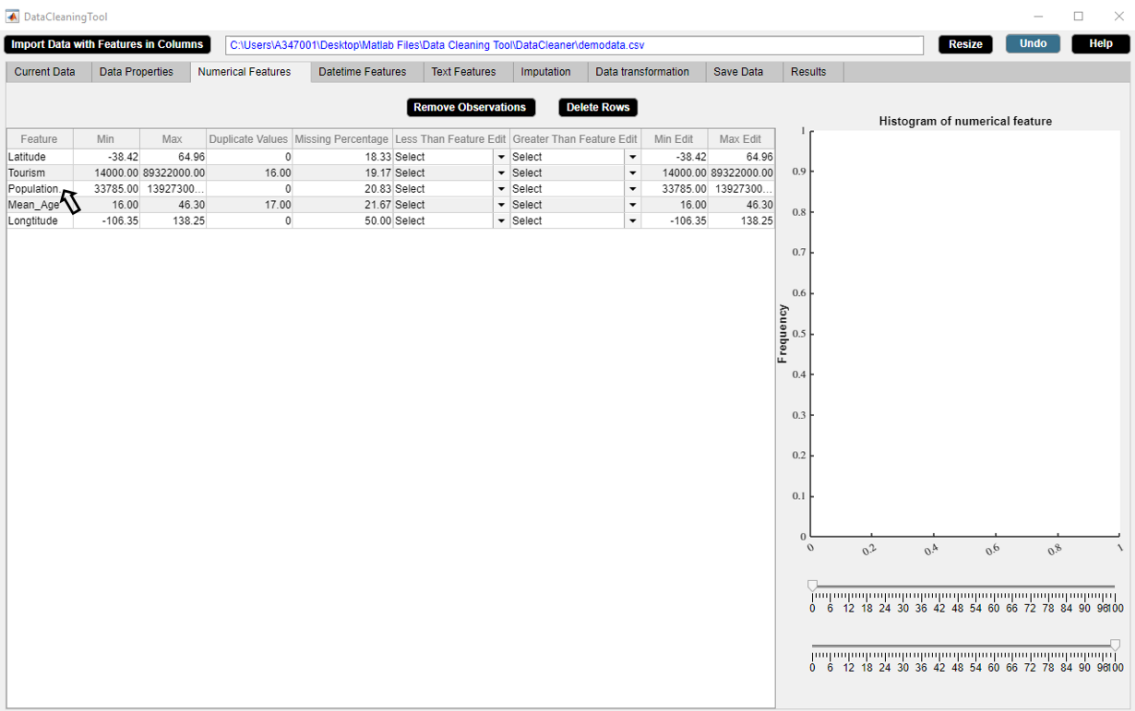 DataCleaningTool
Import Data with Features in Columns C:\Users\A347001\Desktop\Matlab Files\Data Cleaning Tool\DataCleaner\demodata.csv Resize Undo Help
Current Data Data Properties Numerical Features Datetime Features Text Features Imputation Data transformation Save Data Results
Remove Observations Delete Rows
Feature Min Max Duplicate Values Missing Percentage Less Than Feature Edit Greater Than Feature Edit Min Edit Max Edit
Latitude -38.42 64.96 0 18.33 Select Select -38.42 64.96
Tourism 14000.00 89322000.00 16.00 19.17 Select Select 14000.00 89322000.00
Population... 33785.00 13927300... 0 20.83 Select Select 33785.00 13927300...
Mean_Age 16.00 46.30 17.00 21.67 Select Select 16.00 46.30
Longtitude -106.35 138.25 0 50.00 Select Select -106.35 138.25
Histogram of numerical feature
Frequency
1
0.9
0.8
0.7
0.6
0.5
0.4
0.3
0.2
0.1
0
0 0.2 0.4 0.6 0.8 1
0 6 12 18 24 30 36 42 48 54 60 66 72 78 84 90 96 100
0 6 12 18 24 30 36 42 48 54 60 66 72 78 84 90 96 100